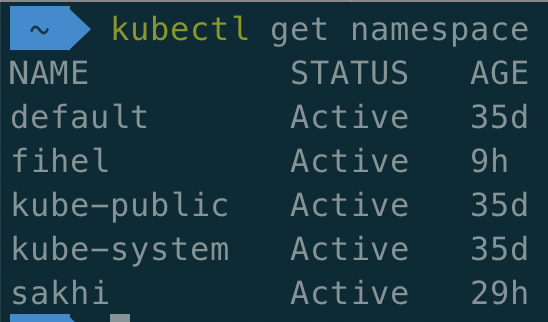 ~ kubectl get namespace
NAME STATUS AGE
default Active 35d
fihel Active 9h
kube-public Active 35d
kube-system Active 35d
sakhi Active 29h